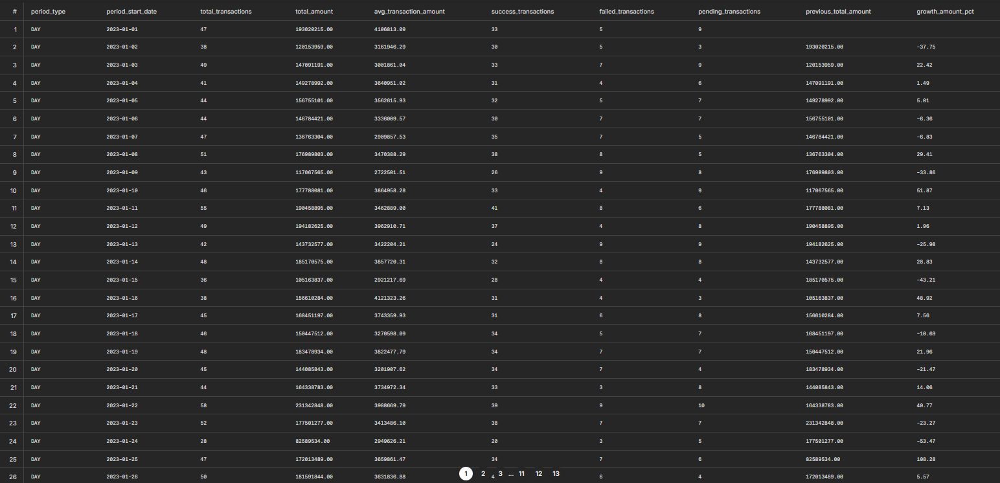 # period_type period_start_date total_transactions total_amount avg_transaction_amount success_transactions failed_transactions pending_transactions previous_total_amount growth_amount_pct
1 DAY 2023-01-01 47 193020215.00 4106813.09 33 5 9
2 DAY 2023-01-02 38 120153959.00 3161946.29 30 5 3 193020215.00 -37.75
3 DAY 2023-01-03 49 147091191.00 3001861.04 33 7 9 120153959.00 22.42
4 DAY 2023-01-04 41 149278992.00 3640951.02 31 4 6 147091191.00 1.49
5 DAY 2023-01-05 44 156755101.00 3562615.93 32 5 7 149278992.00 5.01
6 DAY 2023-01-06 44 146784421.00 3336009.57 30 7 7 156755101.00 -6.36
7 DAY 2023-01-07 47 136763304.00 2909857.53 35 7 5 146784421.00 -6.83
8 DAY 2023-01-08 51 176989803.00 3470388.29 38 8 5 136763304.00 29.41
9 DAY 2023-01-09 43 117067565.00 2722501.51 26 9 8 176989803.00 -33.86
10 DAY 2023-01-10 46 177788081.00 3864958.28 33 4 9 117067565.00 51.87
11 DAY 2023-01-11 55 190458895.00 3462889.00 41 8 6 177788081.00 7.13
12 DAY 2023-01-12 49 194182625.00 3962910.71 37 4 8 190458895.00 1.96
13 DAY 2023-01-13 42 143732577.00 3422204.21 24 9 9 194182625.00 -25.98
14 DAY 2023-01-14 48 185170575.00 3857720.31 32 8 8 143732577.00 28.83
15 DAY 2023-01-15 36 105163837.00 2921217.69 28 4 4 185170575.00 -43.21
16 DAY 2023-01-16 38 156610284.00 4121323.26 31 4 3 105163837.00 48.92
17 DAY 2023-01-17 45 168451197.00 3743359.93 31 6 8 156610284.00 7.56
18 DAY 2023-01-18 46 150447512.00 3270598.09 34 5 7 168451197.00 -10.69
19 DAY 2023-01-19 48 183478934.00 3822477.79 34 7 7 150447512.00 21.96
20 DAY 2023-01-20 45 144085843.00 3201907.62 34 7 4 183478934.00 -21.47
21 DAY 2023-01-21 44 164338783.00 3734972.34 33 3 8 144085843.00 14.06
22 DAY 2023-01-22 58 231342848.00 3988669.79 39 9 10 164338783.00 40.77
23 DAY 2023-01-23 52 177501277.00 3413486.10 38 7 7 231342848.00 -23.27
24 DAY 2023-01-24 28 82589534.00 2949626.21 20 3 5 177501277.00 -53.47
25 DAY 2023-01-25 47 172013489.00 3659861.47 34 7 6 82589534.00 108.28
26 DAY 2023-01-26 50 181591844.00 3631836.88 6 4 172013489.00 5.57
1 2 3 ... 11 12 13